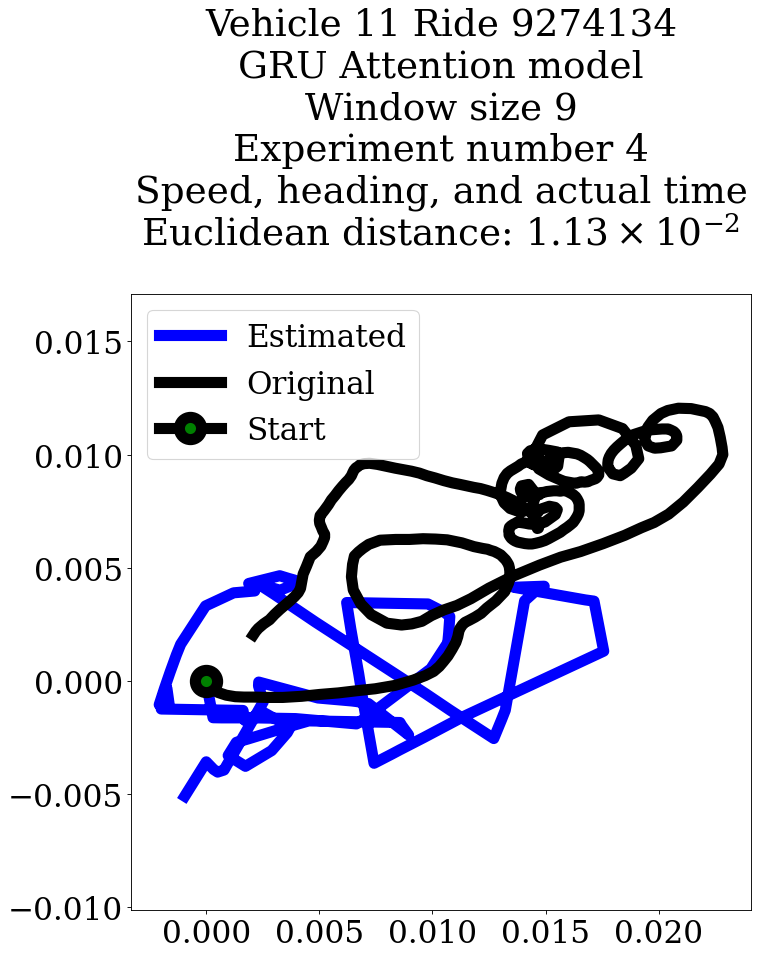 Vehicle 11 Ride 9274134
GRU Attention model
Window size 9
Experiment number 4
Speed, heading, and actual time
Euclidean distance: 1.13 × 10⁻²
Estimated
Original
Start
0.015
0.010
0.005
0.000
−0.005
−0.010
0.000 0.005 0.010 0.015 0.020